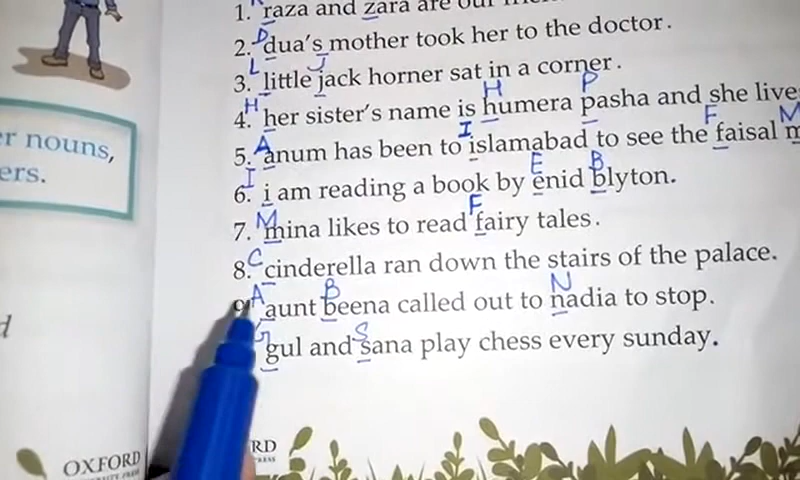 1. raza and zara are our
2. dua's mother took her to the doctor.
3. little jack horner sat in a corner.
4. her sister's name is humera pasha and she live
5. anum has been to islamabad to see the faisal m
6. i am reading a book by enid blyton.
7. mina likes to read fairy tales.
8. cinderella ran down the stairs of the palace.
9. aunt beena called out to nadia to stop.
gul and sana play chess every sunday.
r nouns,
ers.
d
OXFORD
RD
D
L J
H H P
A I F M
I E B
M F
C
A B N
G S